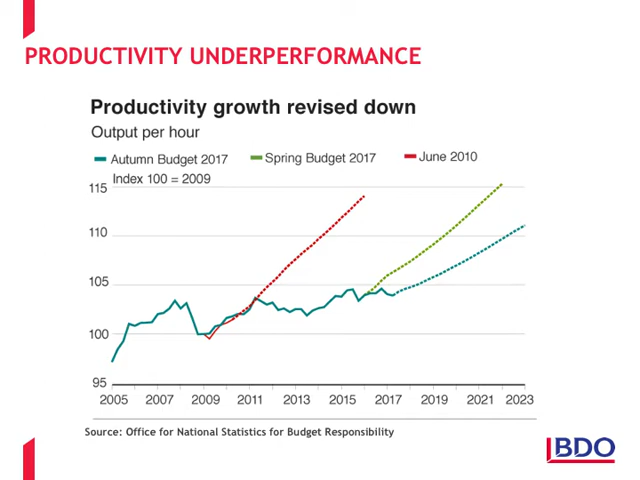 PRODUCTIVITY UNDERPERFORMANCE
Productivity growth revised down
Output per hour
Autumn Budget 2017 Spring Budget 2017 June 2010
Index 100 = 2009
115
110
105
100
95
2005 2007 2009 2011 2013 2015 2017 2019 2021 2023
Source: Office for National Statistics for Budget Responsibility
BDO